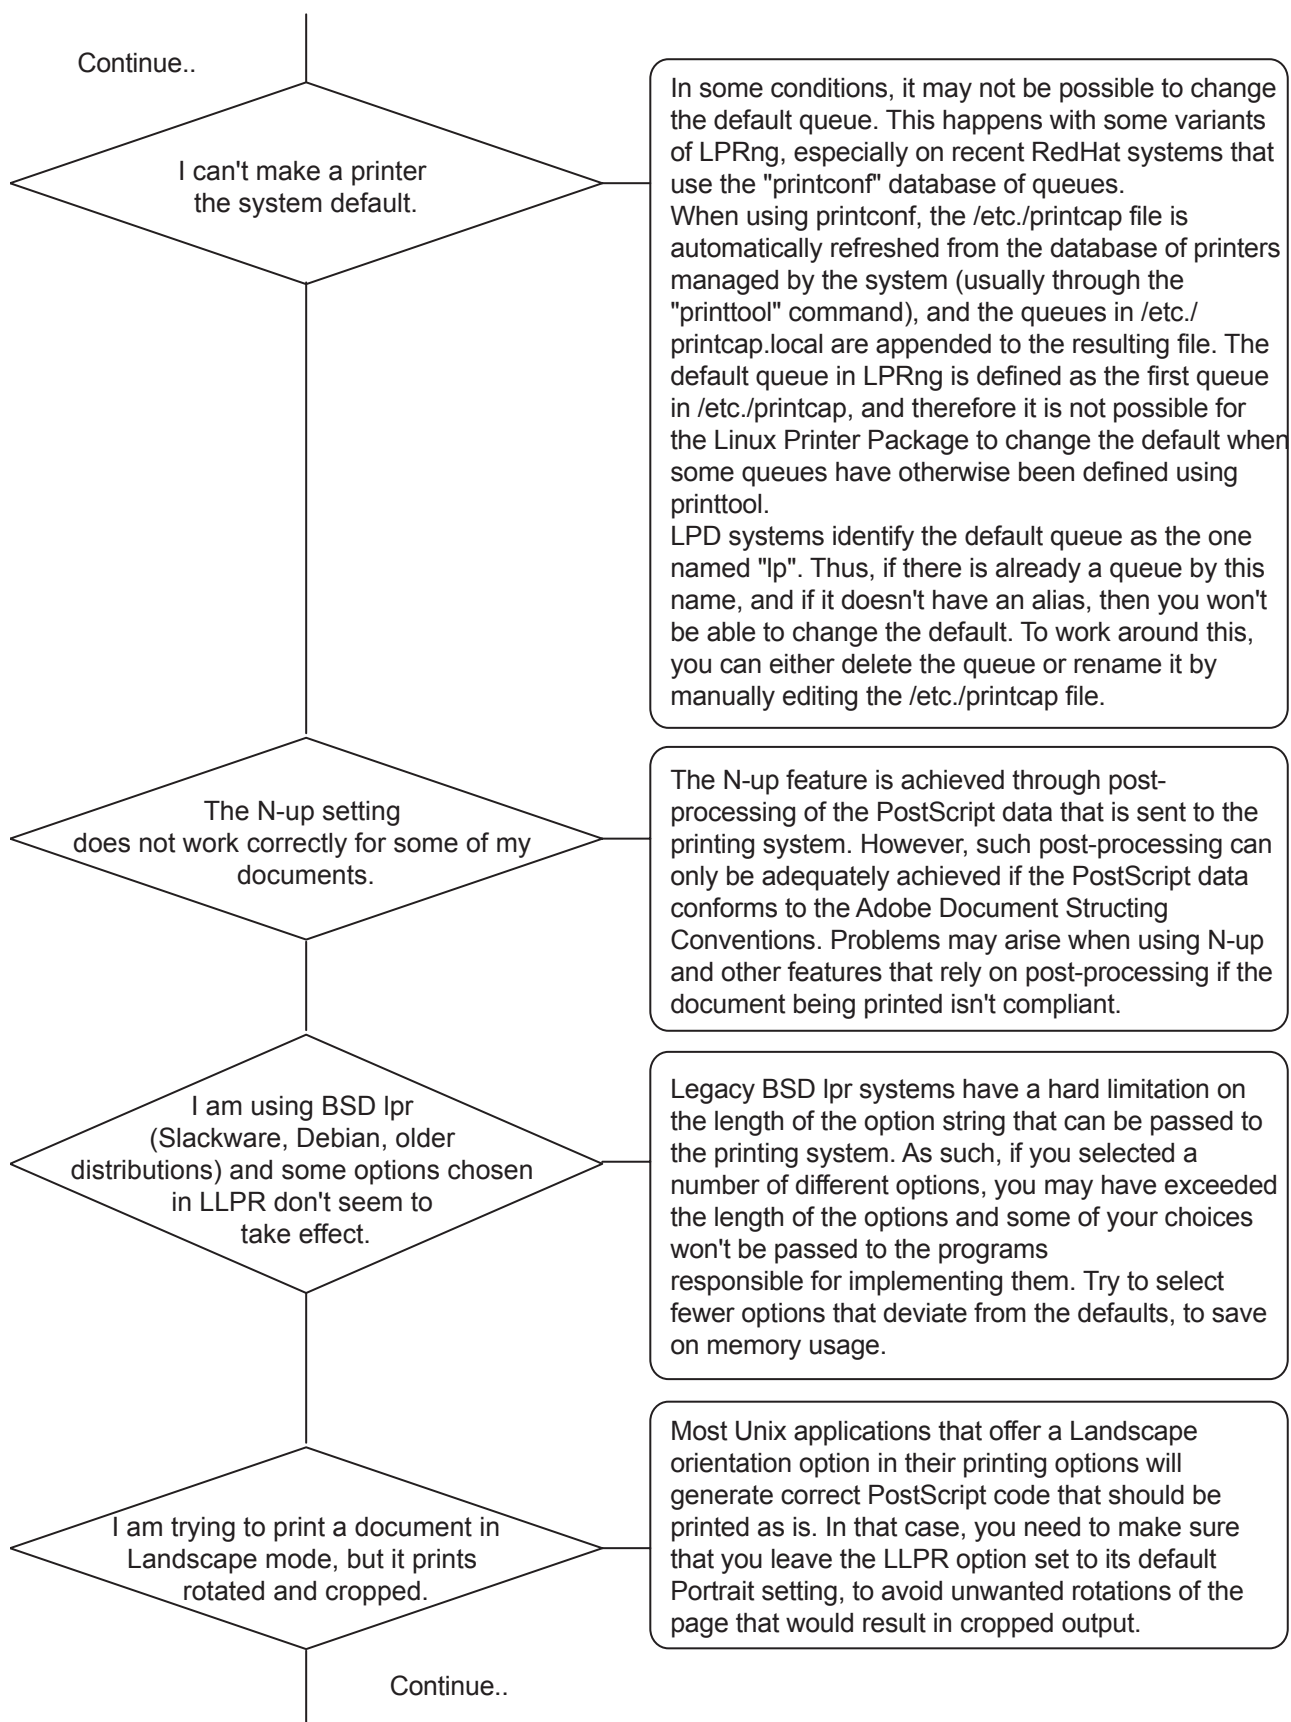 Continue..
I can't make a printer
the system default.
In some conditions, it may not be possible to change
the default queue. This happens with some variants
of LPRng, especially on recent RedHat systems that
use the "printconf" database of queues.
When using printconf, the /etc./printcap file is
automatically refreshed from the database of printers
managed by the system (usually through the
"printtool" command), and the queues in /etc./
printcap.local are appended to the resulting file. The
default queue in LPRng is defined as the first queue
in /etc./printcap, and therefore it is not possible for
the Linux Printer Package to change the default when
some queues have otherwise been defined using
printtool.
LPD systems identify the default queue as the one
named "lp". Thus, if there is already a queue by this
name, and if it doesn't have an alias, then you won't
be able to change the default. To work around this,
you can either delete the queue or rename it by
manually editing the /etc./printcap file.
The N-up setting
does not work correctly for some of my
documents.
The N-up feature is achieved through post-
processing of the PostScript data that is sent to the
printing system. However, such post-processing can
only be adequately achieved if the PostScript data
conforms to the Adobe Document Structing
Conventions. Problems may arise when using N-up
and other features that rely on post-processing if the
document being printed isn't compliant.
I am using BSD lpr
(Slackware, Debian, older
distributions) and some options chosen
in LLPR don't seem to
take effect.
Legacy BSD lpr systems have a hard limitation on
the length of the option string that can be passed to
the printing system. As such, if you selected a
number of different options, you may have exceeded
the length of the options and some of your choices
won't be passed to the programs
responsible for implementing them. Try to select
fewer options that deviate from the defaults, to save
on memory usage.
I am trying to print a document in
Landscape mode, but it prints
rotated and cropped.
Most Unix applications that offer a Landscape
orientation option in their printing options will
generate correct PostScript code that should be
printed as is. In that case, you need to make sure
that you leave the LLPR option set to its default
Portrait setting, to avoid unwanted rotations of the
page that would result in cropped output.
Continue..